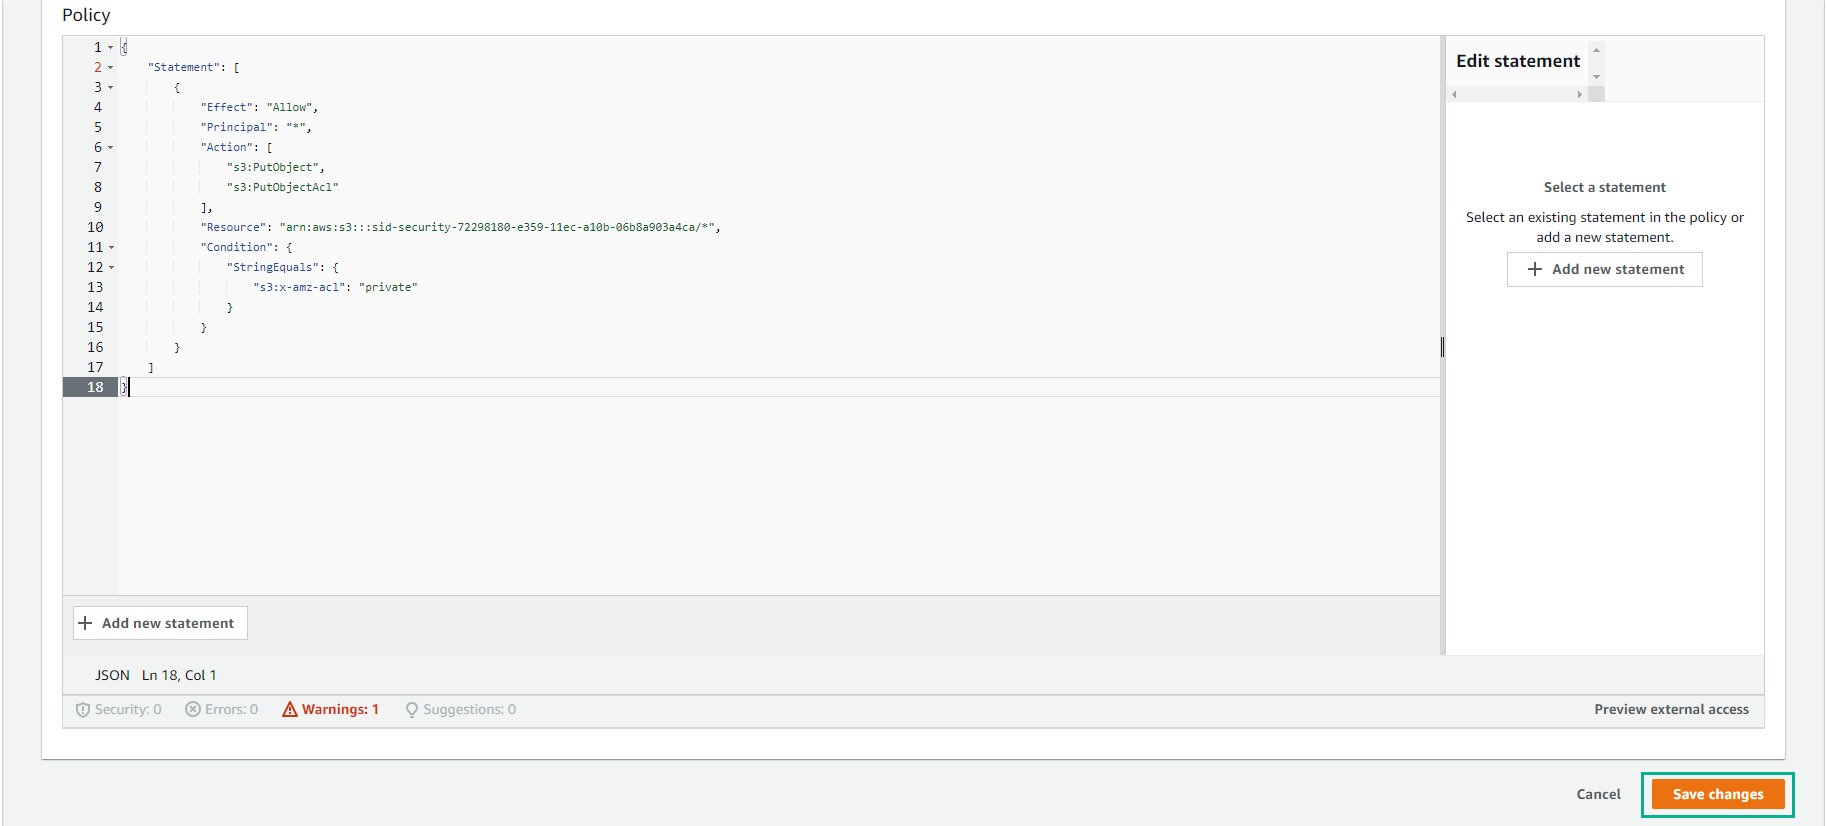 Policy
1 {
2 "Statement": [
3 {
4 "Effect": "Allow",
5 "Principal": "*",
6 "Action": [
7 "s3:PutObject",
8 "s3:PutObjectAcl"
9 ],
10 "Resource": "arn:aws:s3:::sid-security-72298180-e359-11ec-a10b-06b8a903a4ca/*",
11 "Condition": {
12 "StringEquals": {
13 "s3:x-amz-acl": "private"
14 }
15 }
16 }
17 ]
18 }
+ Add new statement
JSON Ln 18, Col 1
Security: 0 Errors: 0 Warnings: 1 Suggestions: 0
Edit statement
Select a statement
Select an existing statement in the policy or
add a new statement.
+ Add new statement
Preview external access
Cancel Save changes